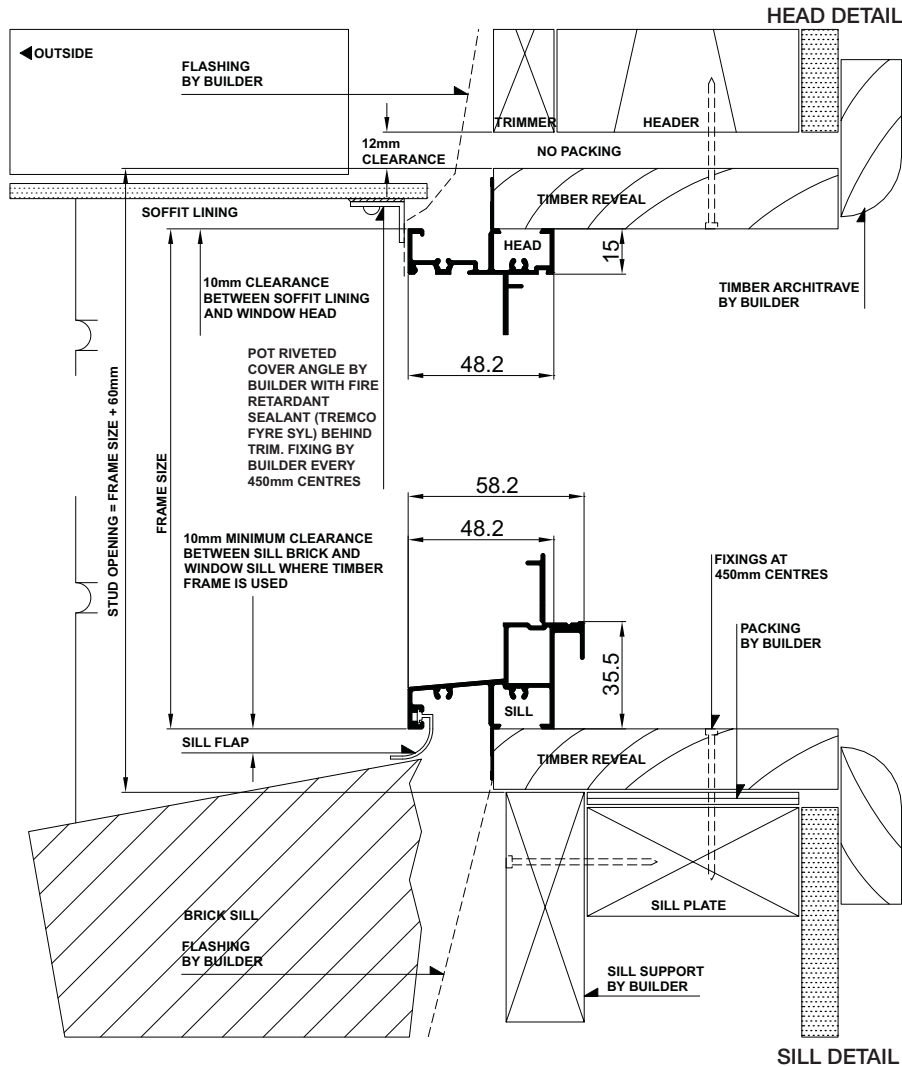 HEAD DETAIL
OUTSIDE
FLASHING
BY BUILDER
TRIMMER
HEADER
12mm
CLEARANCE
NO PACKING
TIMBER REVEAL
SOFFIT LINING
HEAD
15
10mm CLEARANCE
BETWEEN SOFFIT LINING
AND WINDOW HEAD
TIMBER ARCHITRAVE
BY BUILDER
48.2
POT RIVETED
COVER ANGLE BY
BUILDER WITH FIRE
RETARDANT
SEALANT (TREMCO
FYRE SYL) BEHIND
TRIM. FIXING BY
BUILDER EVERY
450mm CENTRES
STUD OPENING = FRAME SIZE + 60mm
FRAME SIZE
58.2
48.2
10mm MINIMUM CLEARANCE
BETWEEN SILL BRICK AND
WINDOW SILL WHERE TIMBER
FRAME IS USED
FIXINGS AT
450mm CENTRES
PACKING
BY BUILDER
35.5
SILL
SILL FLAP
TIMBER REVEAL
BRICK SILL
SILL PLATE
FLASHING
BY BUILDER
SILL SUPPORT
BY BUILDER
SILL DETAIL